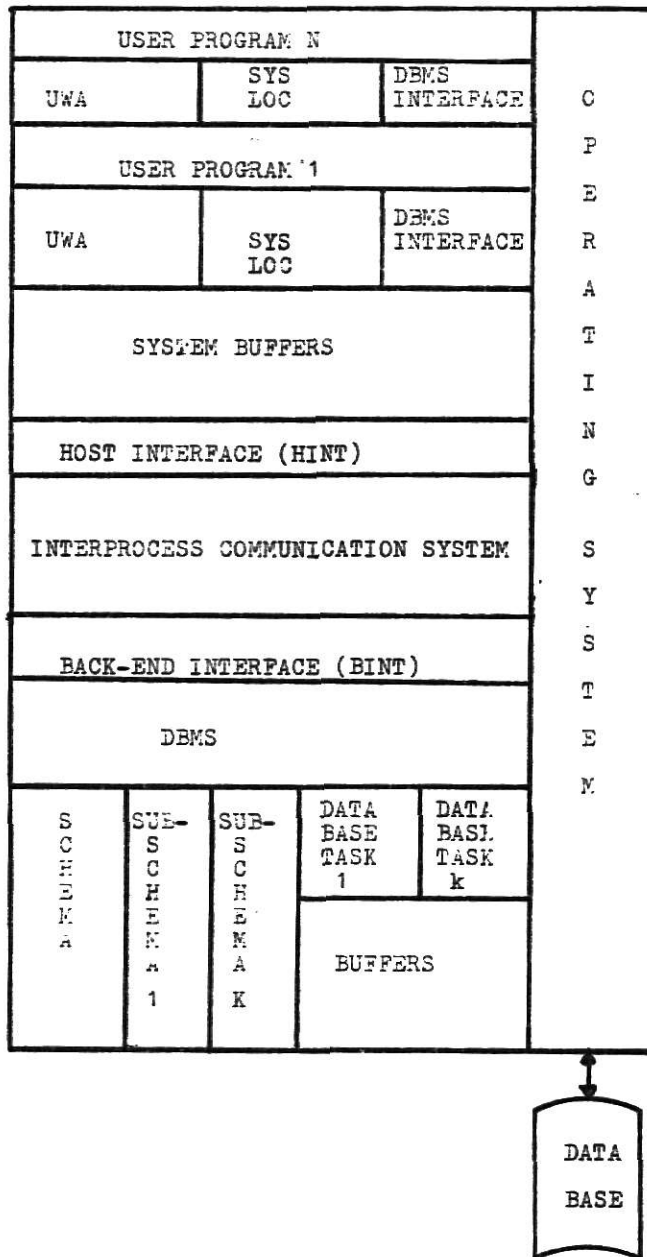 USER PROGRAM N
UWA
SYS
LOC
DBMS
INTERFACE
USER PROGRAM 1
UWA
SYS
LOC
DBMS
INTERFACE
SYSTEM BUFFERS
HOST INTERFACE (HINT)
INTERPROCESS COMMUNICATION SYSTEM
BACK-END INTERFACE (BINT)
DBMS
SCHEMA
SUB-
SCHEMA
1
SUB-
SCHEMA
K
DATA
BASE
TASK
1
DATA
BASE
TASK
k
BUFFERS
OPERATING SYSTEM
DATA
BASE